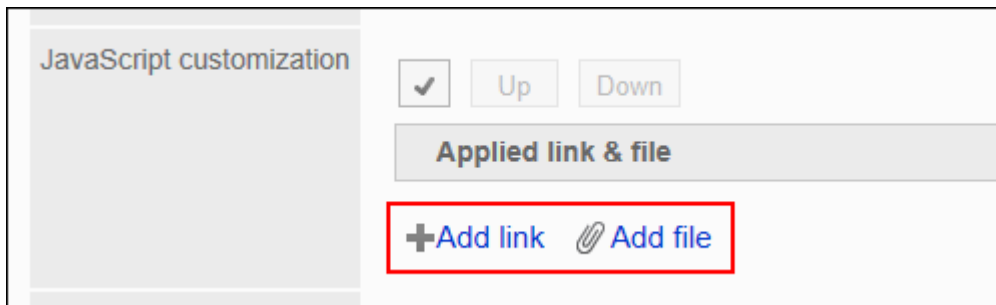 JavaScript customization
Up Down
Applied link & file
Add link Add file